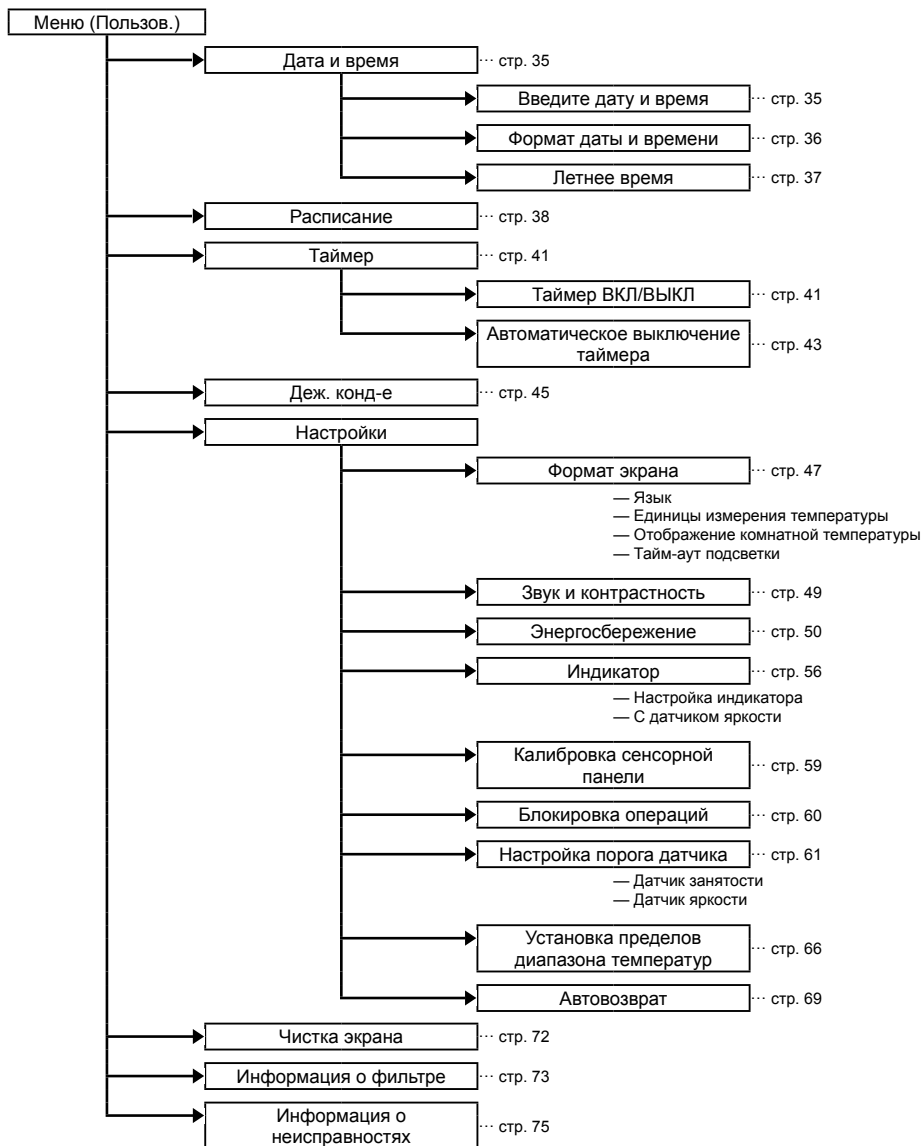 Меню (Пользов.)
Дата и время ··· стр. 35
Введите дату и время ··· стр. 35
Формат даты и времени ··· стр. 36
Летнее время ··· стр. 37
Расписание ··· стр. 38
Таймер ··· стр. 41
Таймер ВКЛ/ВЫКЛ ··· стр. 41
Автоматическое выключение
таймера ··· стр. 43
Деж. конд-е ··· стр. 45
Настройки
Формат экрана ··· стр. 47
— Язык
— Единицы измерения температуры
— Отображение комнатной температуры
— Тайм-аут подсветки
Звук и контрастность ··· стр. 49
Энергосбережение ··· стр. 50
Индикатор ··· стр. 56
— Настройка индикатора
— С датчиком яркости
Калибровка сенсорной
панели ··· стр. 59
Блокировка операций ··· стр. 60
Настройка порога датчика ··· стр. 61
— Датчик занятости
— Датчик яркости
Установка пределов
диапазона температур ··· стр. 66
Автовозврат ··· стр. 69
Чистка экрана ··· стр. 72
Информация о фильтре ··· стр. 73
Информация о
неисправностях ··· стр. 75